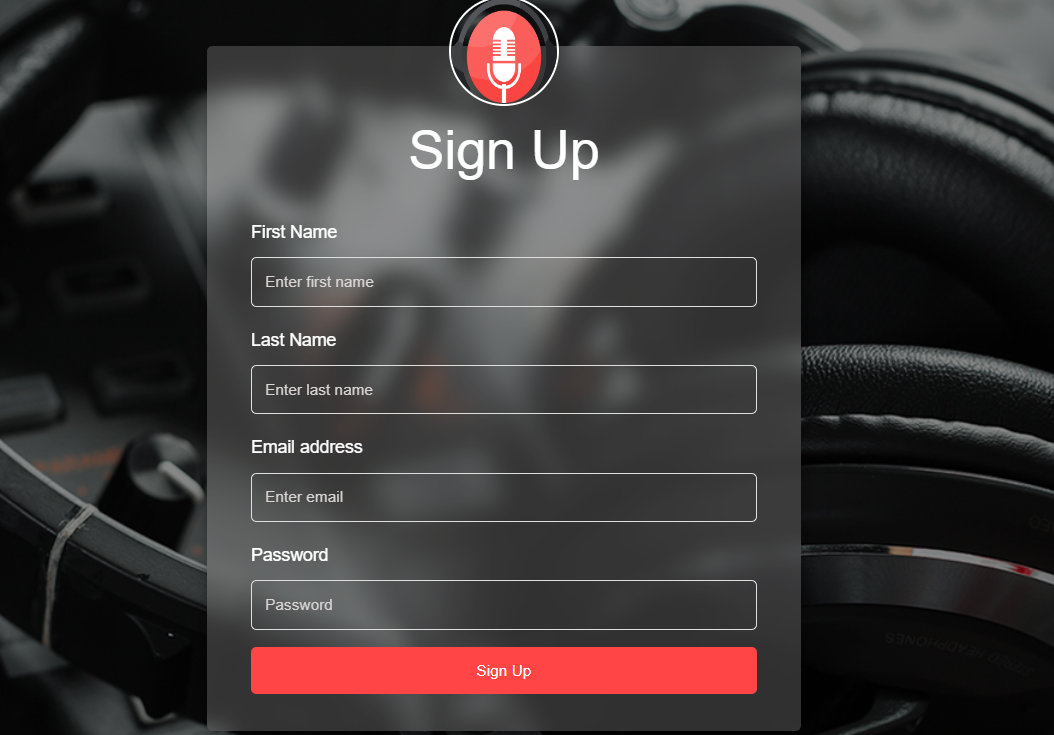 Sign Up
First Name
Enter first name
Last Name
Enter last name
Email address
Enter email
Password
Password
Sign Up